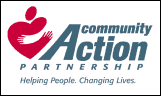 community
Action
PARTNERSHIP
Helping People. Changing Lives.